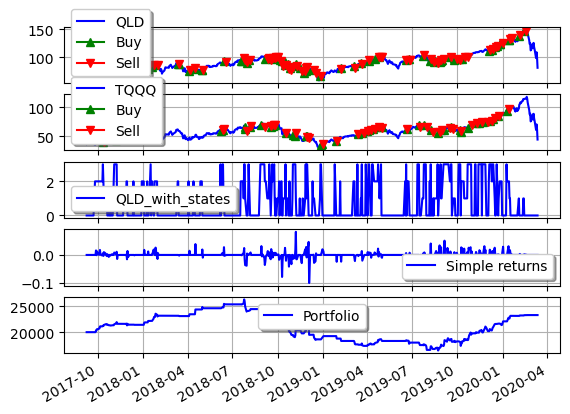 150
QLD
Buy
Sell
100
TQQQ
Buy
Sell
100
50
2
0
QLD_with_states
0.0
−0.1
Simple returns
25000
20000
Portfolio
2017-10 2018-01 2018-04 2018-07 2018-10 2019-01 2019-04 2019-07 2019-10 2020-01 2020-04